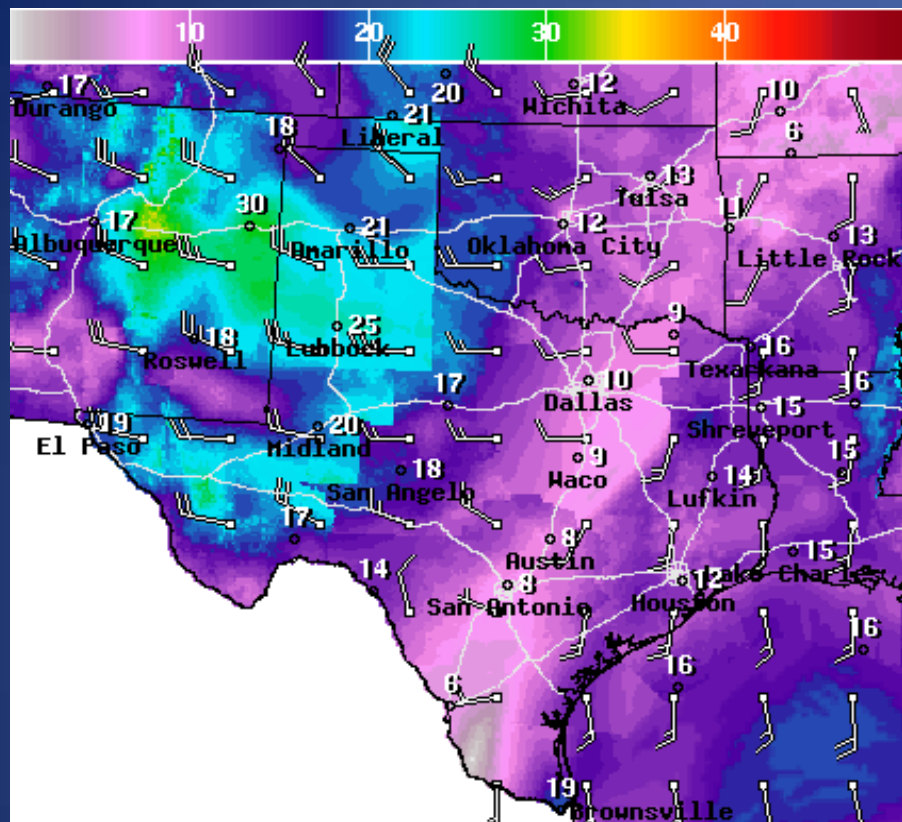 10 20 30 40
17 20 12 10
Durango Wichita
21
18 Liberal 6
13
Tulsa
17 30 21 12 11 13
Albuquerque Amarillo Oklahoma City Little Rock
25 9
18 Lubbock 16
Roswell Texarkana
17 10 16
Dallas 15
19 20 Shreveport
El Paso Midland 9 15
18 Waco 14
San Angelo Lufkin
17 8 15
Austin Lake Charles
14 8 12
San Antonio Houston
16
6 16
19
Brownsville